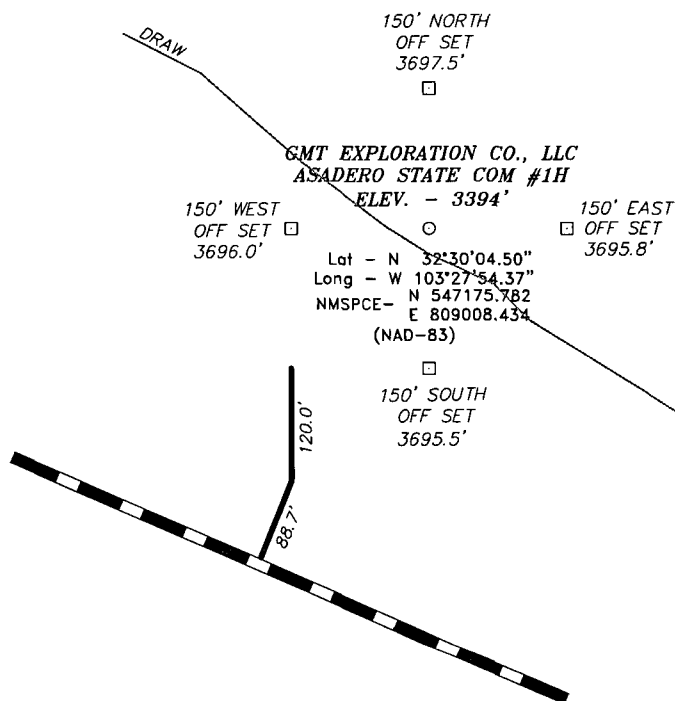 150' NORTH
OFF SET
3697.5'
DRAW
GMT EXPLORATION CO., LLC
ASADERO STATE COM #1H
ELEV. - 3394'
150' WEST
OFF SET
3696.0'
150' EAST
OFF SET
3695.8'
Lat - N 32°30'04.50"
Long - W 103°27'54.37"
NMSPCE- N 547175.782
E 809008.434
(NAD-83)
150' SOUTH
OFF SET
3695.5'
120.0'
88.7'